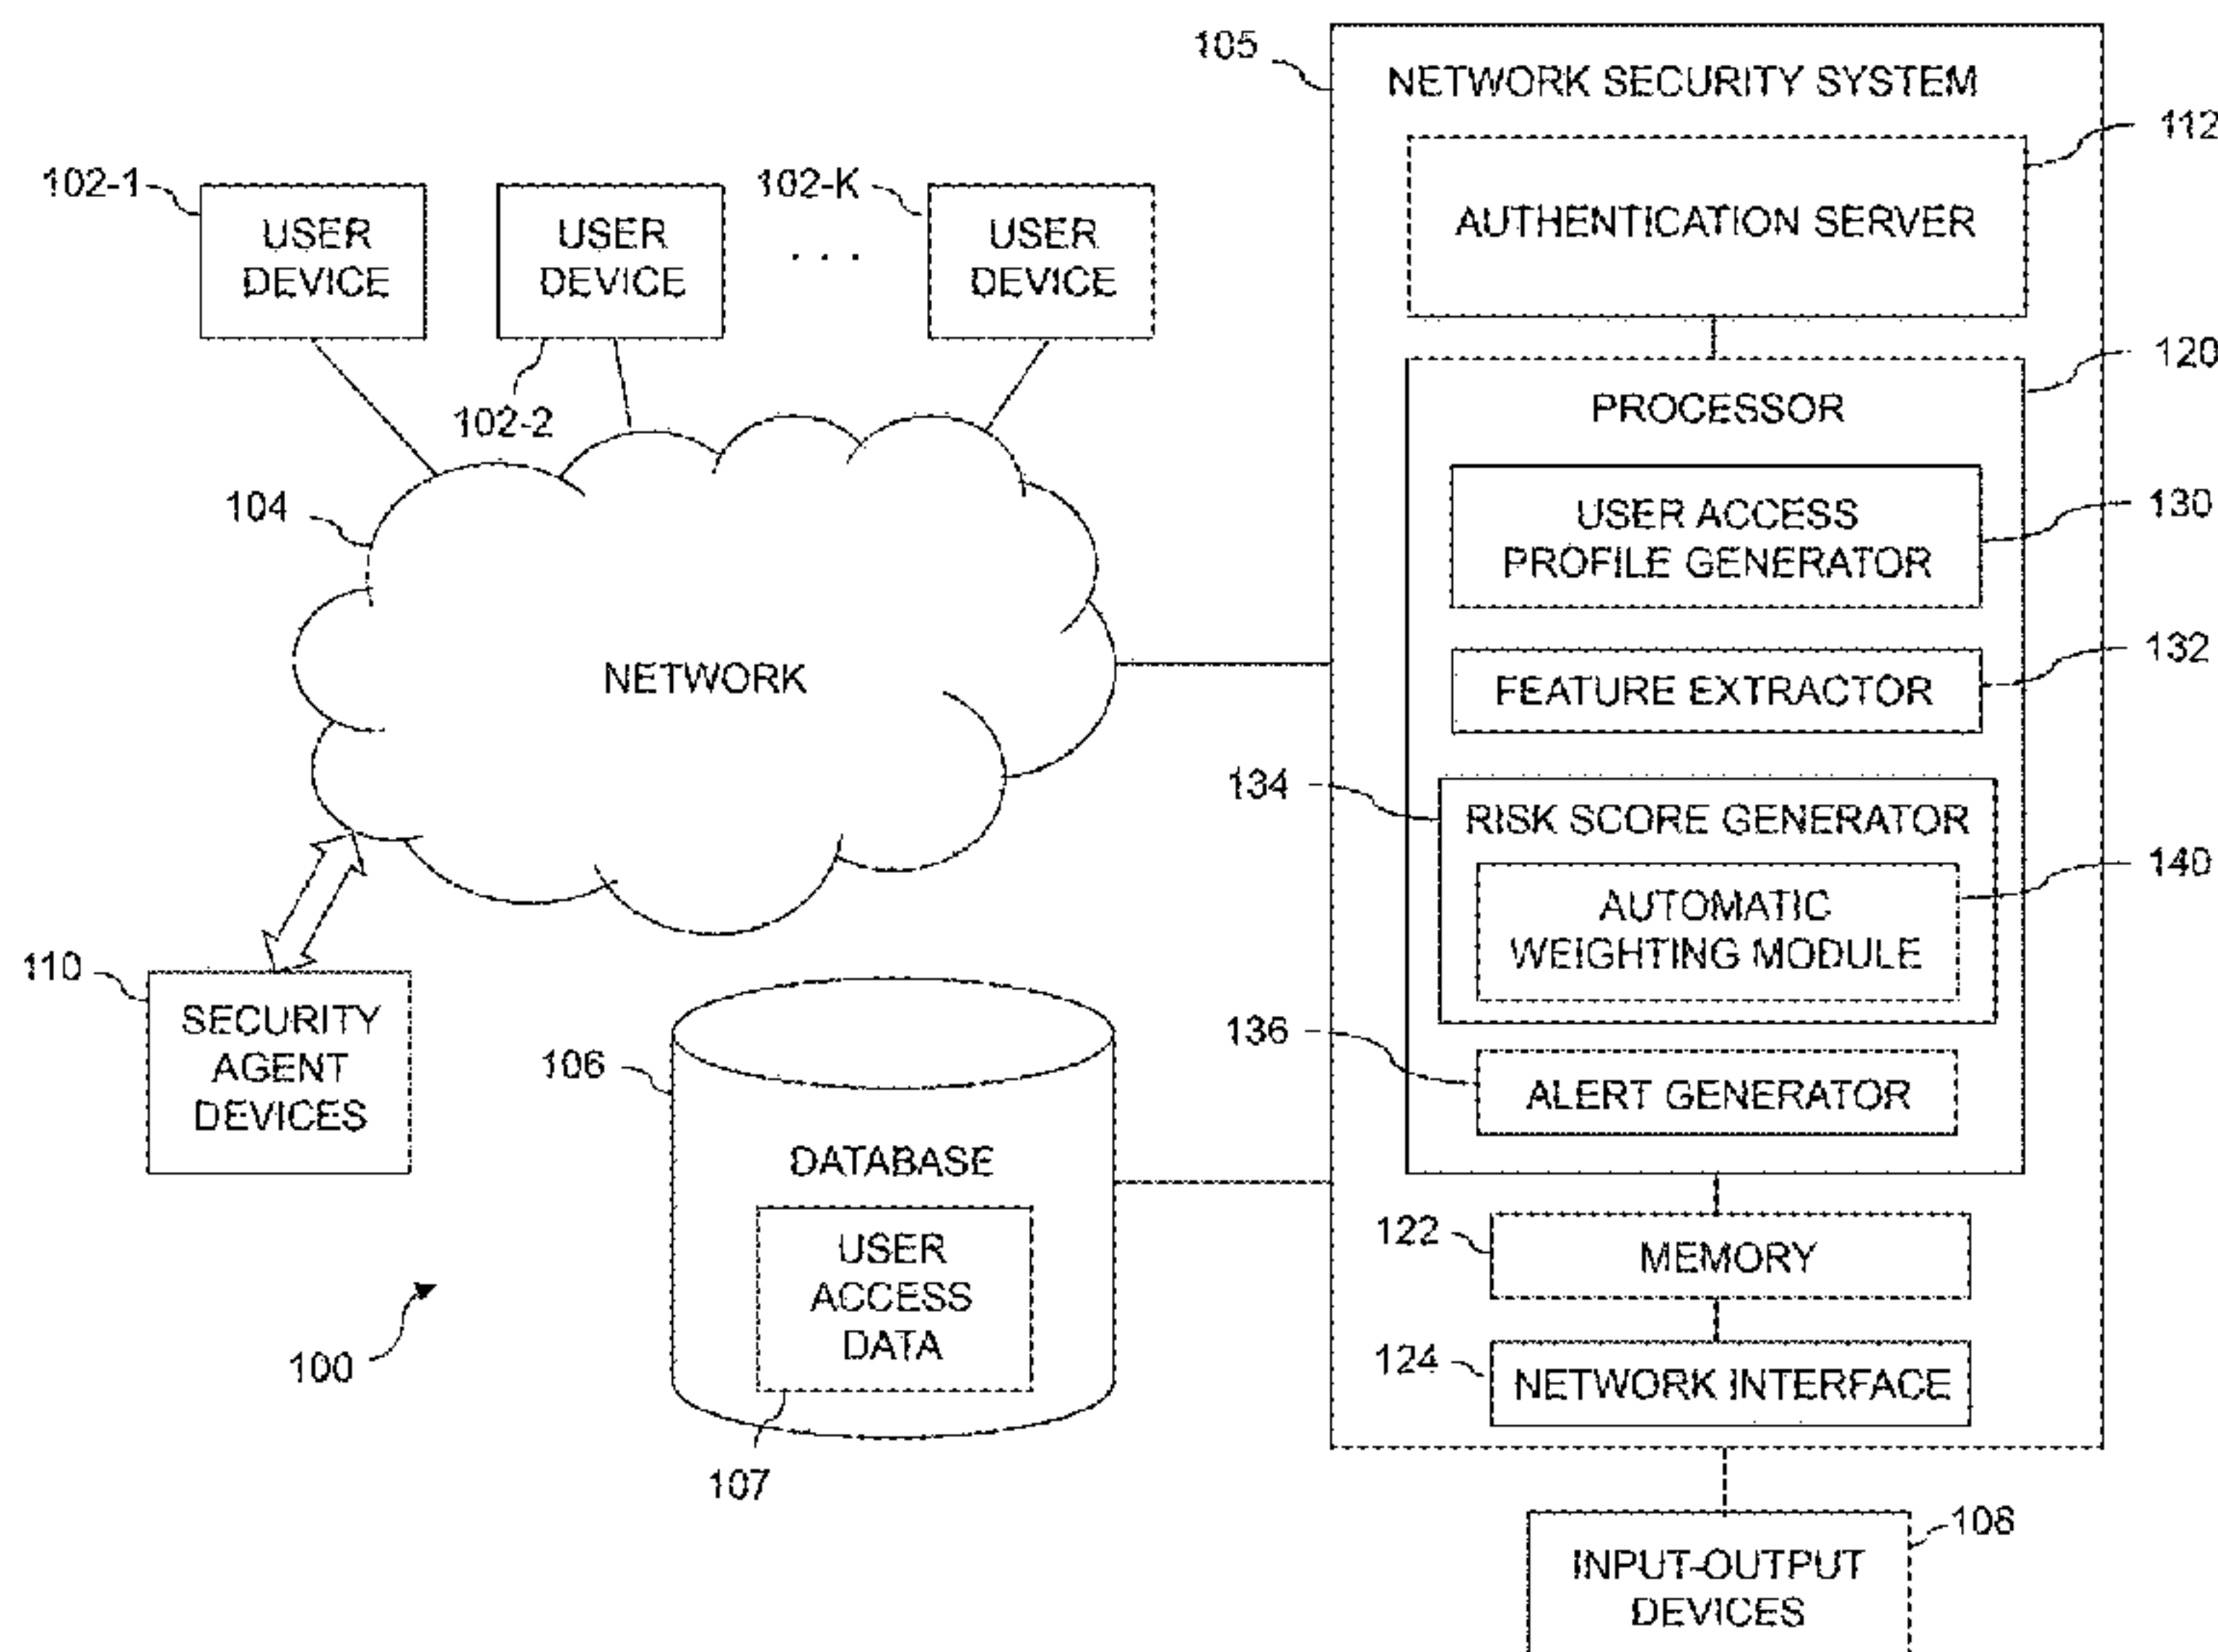 105
NETWORK SECURITY SYSTEM
112
AUTHENTICATION SERVER
102-1
USER
DEVICE
USER
DEVICE
102-2
. . .
102-K
USER
DEVICE
120
PROCESSOR
USER ACCESS
PROFILE GENERATOR
130
104
NETWORK
FEATURE EXTRACTOR
132
134
RISK SCORE GENERATOR
AUTOMATIC
WEIGHTING MODULE
140
110
SECURITY
AGENT
DEVICES
136
ALERT GENERATOR
106
DATABASE
USER
ACCESS
DATA
107
100
122
MEMORY
124
NETWORK INTERFACE
108
INPUT-OUTPUT
DEVICES